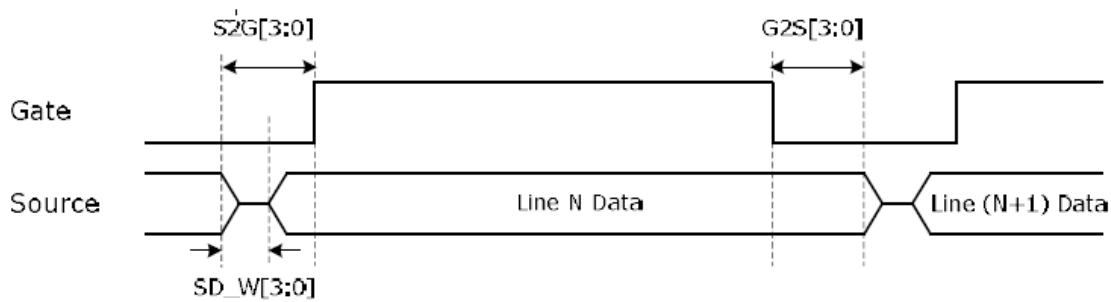 S2G[3:0]
G2S[3:0]
Gate
Source
Line N Data
Line (N+1) Data
SD_W[3:0]